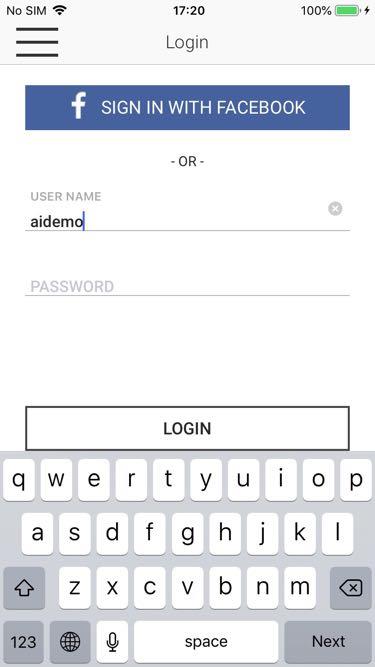 No SIM 17:20 100%
Login
f SIGN IN WITH FACEBOOK
- OR -
USER NAME
aidemo
PASSWORD
LOGIN
q w e r t y u i o p
a s d f g h j k l
z x c v b n m
123 space Next